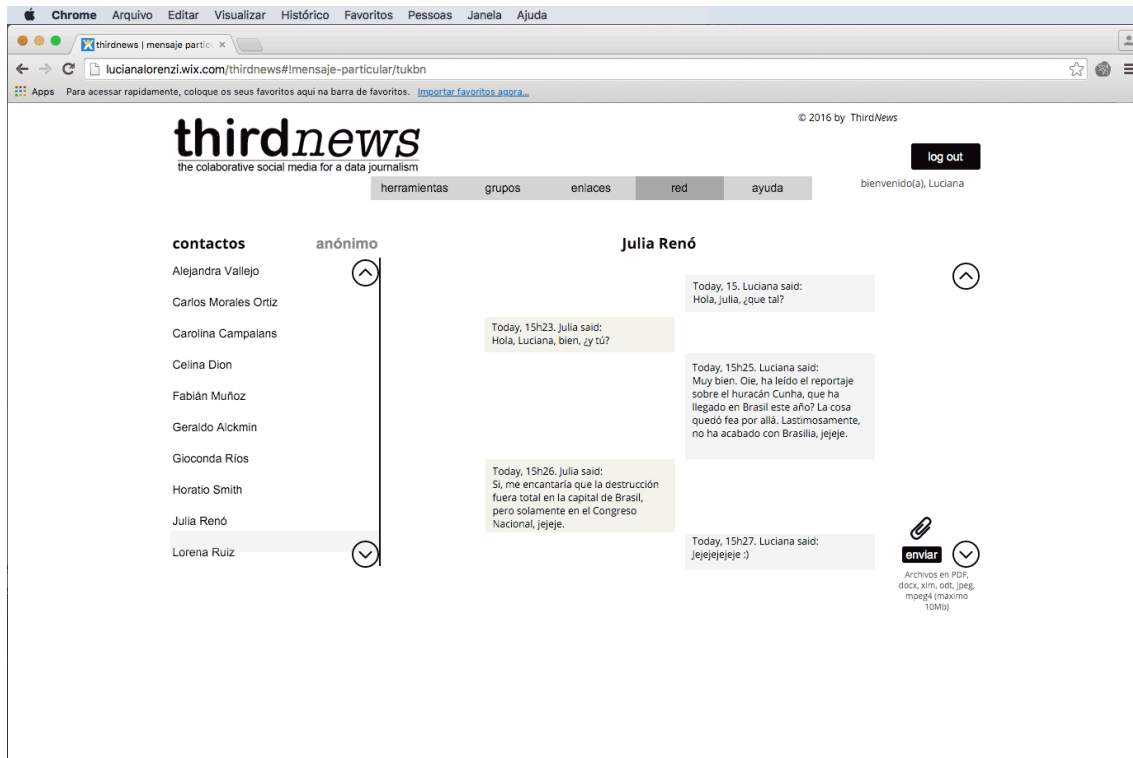 Chrome Arquivo Editar Visualizar Histórico Favoritos Pessoas Janela Ajuda
thirdnews | mensaje partic
lucianalorenzi.wix.com/thirdnews#!mensaje-particular/tukbn
Apps Para acessar rapidamente, coloque os seus favoritos aqui na barra de favoritos. Importar favoritos agora...
© 2016 by ThirdNews
thirdnews
the colaborative social media for a data journalism
log out
bienvenido(a), Luciana
herramientas grupos enlaces red ayuda
contactos anónimo
Alejandra Vallejo
Carlos Morales Ortiz
Carolina Campalans
Celina Dion
Fabián Muñoz
Geraldo Alckmin
Gioconda Ríos
Horatio Smith
Julia Renó
Lorena Ruiz
Julia Renó
Today, 15. Luciana said:
Hola, Julia, ¿que tal?
Today, 15h23. Julia said:
Hola, Luciana, bien, ¿y tú?
Today, 15h25. Luciana said:
Muy bien. Oie, ha leído el reportaje
sobre el huracán Cunha, que ha
llegado en Brasil este año? La cosa
quedó fea por allá. Lastimosamente,
no ha acabado con Brasilia, jejeje.
Today, 15h26. Julia said:
Si, me encantaría que la destrucción
fuera total en la capital de Brasil,
pero solamente en el Congreso
Nacional, jejeje.
Today, 15h27. Luciana said:
Jejejejejeje :)
enviar
Archivos en PDF,
docx, xlm, odt, jpeg,
mpeg4 (maximo
10Mb)